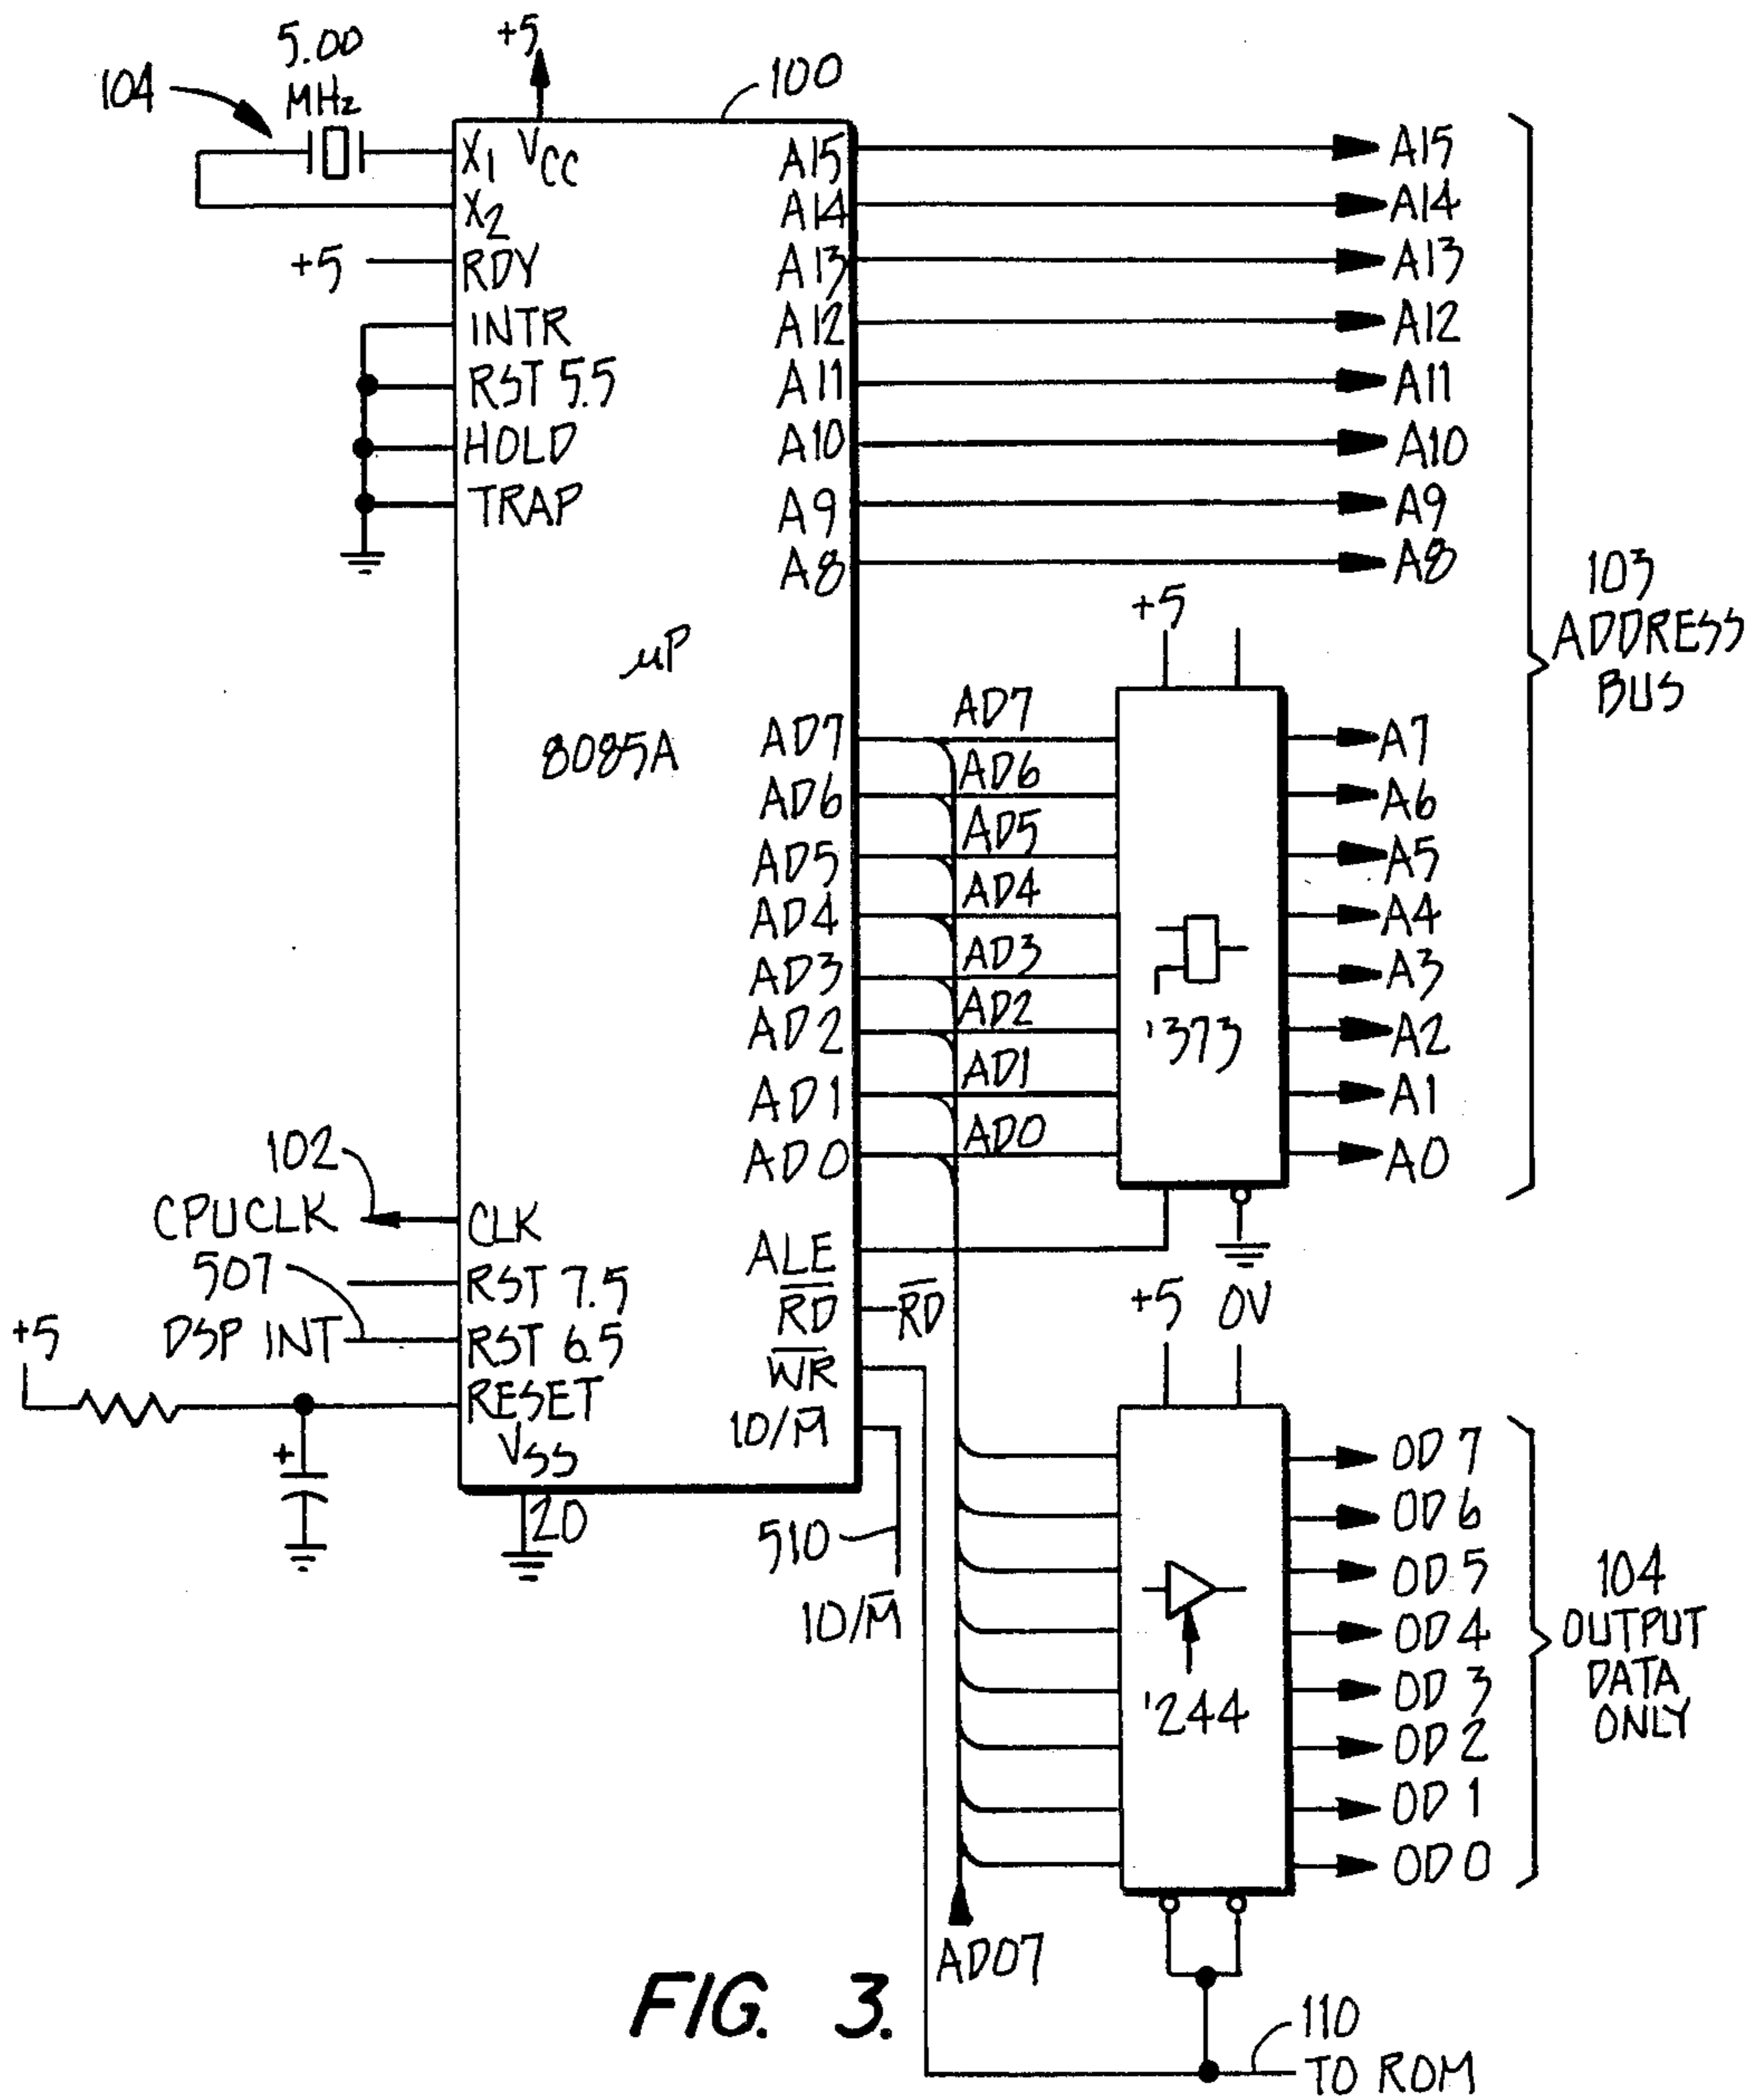 5.00
MHz
104
+5
100
X1
VCC
X2
+5
RDY
INTR
RST 5.5
HOLD
TRAP
A15
A14
A13
A12
A11
A10
A9
A8
A15
A14
A13
A12
A11
A10
A9
A8
103
ADDRESS
BUS
µP
8085A
AD7
AD6
AD5
AD4
AD3
AD2
AD1
AD0
AD7
AD6
AD5
AD4
AD3
AD2
AD1
AD0
+5
'373
A7
A6
A5
A4
A3
A2
A1
A0
102
CPUCLK
CLK
507
RST 7.5
DSP INT
RST 6.5
+5
RESET
VSS
+
20
ALE
R̅D̅
R̅D̅
W̅R̅
IO/M̅
510
IO/M̅
+5
0V
'244
OD 7
OD 6
OD 5
OD 4
OD 3
OD 2
OD 1
OD 0
104
OUTPUT
DATA
ONLY
AD07
110
TO ROM
FIG. 3.